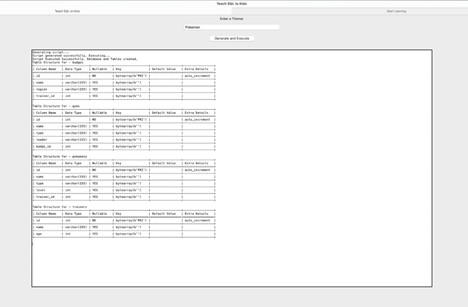 Teach SQL to Kids
Teach SQL to Kids
Start Learning
Enter a Theme:
Pokemon
Generate and Execute
Generating script...
Script generated successfully. Executing...
Script Executed Successfully. Database and Tables created.
Table Structure for - badges
| Column Name | Data Type | Nullable | Key | Default Value | Extra Details |
| id | int | NO | bytearray(b'PRI') | | auto_increment |
| name | varchar(255) | YES | bytearray(b'') | | |
| region | varchar(255) | YES | bytearray(b'') | | |
| trainer_id | int | YES | bytearray(b'') | | |
Table Structure for - gyms
| Column Name | Data Type | Nullable | Key | Default Value | Extra Details |
| id | int | NO | bytearray(b'PRI') | | auto_increment |
| name | varchar(255) | YES | bytearray(b'') | | |
| type | varchar(255) | YES | bytearray(b'') | | |
| leader | varchar(255) | YES | bytearray(b'') | | |
| badge_id | int | YES | bytearray(b'') | | |
Table Structure for - pokemons
| Column Name | Data Type | Nullable | Key | Default Value | Extra Details |
| id | int | NO | bytearray(b'PRI') | | auto_increment |
| name | varchar(255) | YES | bytearray(b'') | | |
| type | varchar(255) | YES | bytearray(b'') | | |
| level | int | YES | bytearray(b'') | | |
| trainer_id | int | YES | bytearray(b'') | | |
Table Structure for - trainers
| Column Name | Data Type | Nullable | Key | Default Value | Extra Details |
| id | int | NO | bytearray(b'PRI') | | auto_increment |
| name | varchar(255) | YES | bytearray(b'') | | |
| age | int | YES | bytearray(b'') | | |